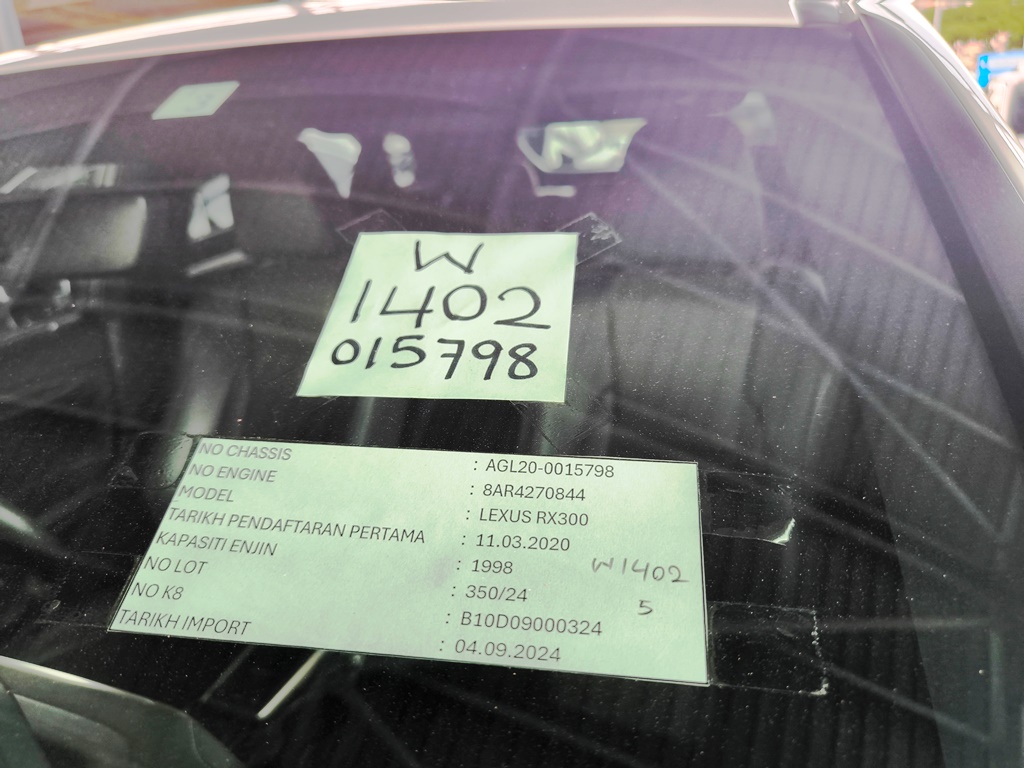 W
1402
015798
NO CHASSIS : AGL20-0015798
NO ENGINE : 8AR4270844
MODEL : LEXUS RX300
TARIKH PENDAFTARAN PERTAMA : 11.03.2020
KAPASITI ENJIN : 1998
NO LOT : 350/24
NO K8 : B10D09000324
TARIKH IMPORT : 04.09.2024
W1402
5